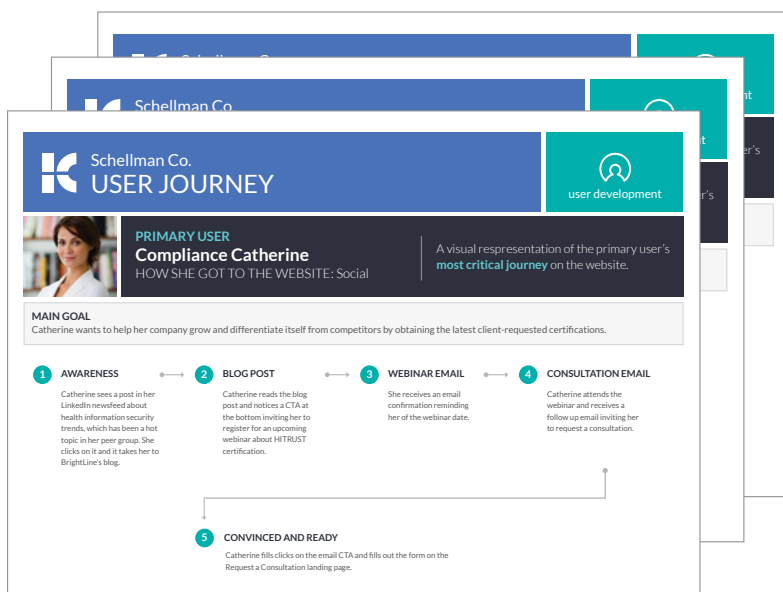 Schellman Co.
nt
Schellman Co.
t
er's
Schellman Co.
USER JOURNEY
user development
r's
PRIMARY USER
Compliance Catherine
HOW SHE GOT TO THE WEBSITE: Social
A visual respresentation of the primary user's
most critical journey on the website.
MAIN GOAL
Catherine wants to help her company grow and differentiate itself from competitors by obtaining the latest client-requested certifications.
1 AWARENESS
Catherine sees a post in her
LinkedIn newsfeed about
health information security
trends, which has been a hot
topic in her peer group. She
clicks on it and it takes her to
BrightLine's blog.
2 BLOG POST
Catherine reads the blog
post and notices a CTA at
the bottom inviting her to
register for an upcoming
webinar about HITRUST
certification.
3 WEBINAR EMAIL
She receives an email
confirmation reminding
her of the webinar date.
4 CONSULTATION EMAIL
Catherine attends the
webinar and receives a
follow up email inviting her
to request a consultation.
5 CONVINCED AND READY
Catherine fills clicks on the email CTA and fills out the form on the
Request a Consultation landing page.